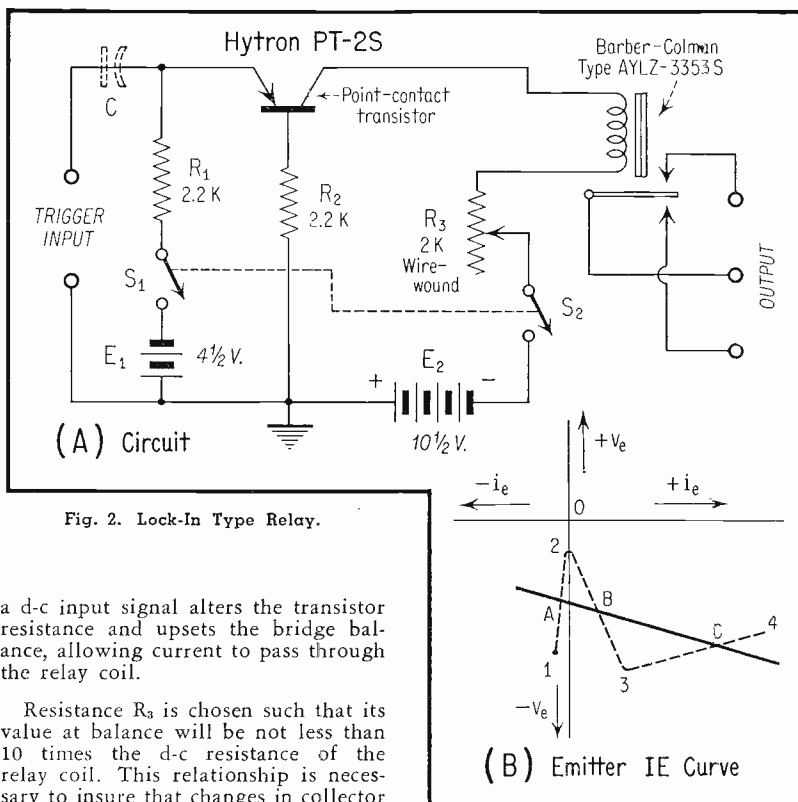 Hytron PT-2S
Barber-Colman
Type AYLZ-3353S
C
Point-contact
transistor
R₁
2.2 K
R₂
2.2 K
R₃
2 K
Wire-
wound
TRIGGER
INPUT
OUTPUT
S₁
S₂
E₁ 4½ V.
E₂
+ -
10½ V.
(A) Circuit
Fig. 2. Lock-In Type Relay.
+Ve
-ie +ie
O
2
A B C 4
1 3
-Ve
(B) Emitter IE Curve
a d-c input signal alters the transistor
resistance and upsets the bridge bal-
ance, allowing current to pass through
the relay coil.
Resistance R₃ is chosen such that its
value at balance will be not less than
10 times the d-c resistance of the
relay coil. This relationship is neces-
sary to insure that changes in collector